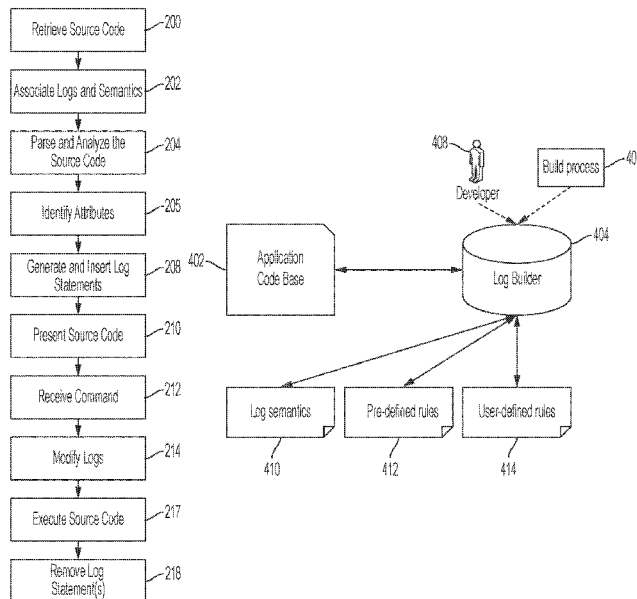 Retrieve Source Code
200
Associate Logs and Semantics
202
Parse and Analyze the
Source Code
204
Identify Attributes
205
Generate and Insert Log
Statements
208
Present Source Code
210
Receive Command
212
Modify Logs
214
Execute Source Code
217
Remove Log
Statement(s)
218
408
Developer
Build process
40
404
Log Builder
402
Application
Code Base
Log semantics
410
Pre-defined rules
412
User-defined rules
414